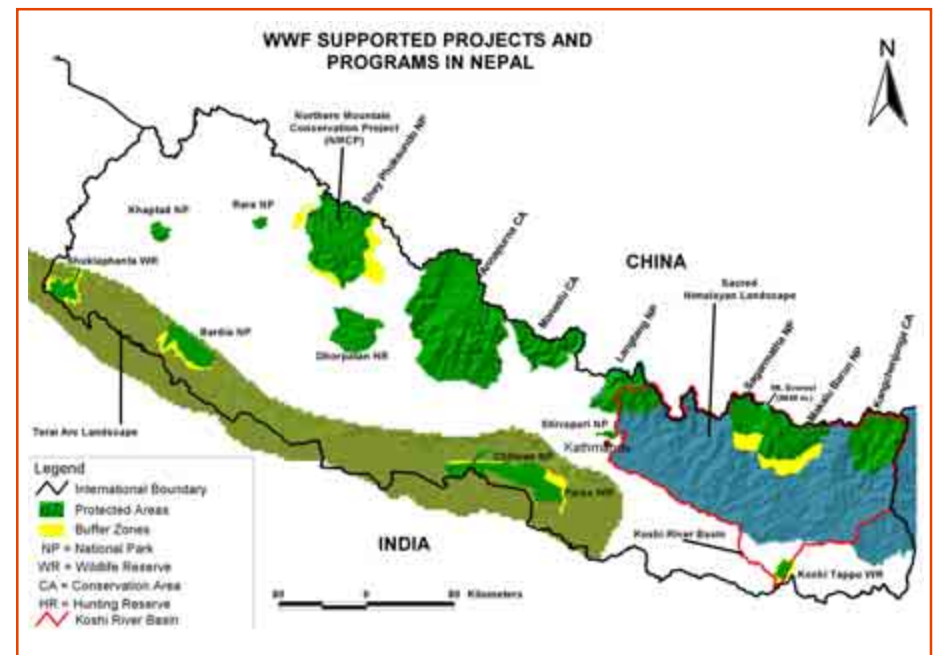 WWF SUPPORTED PROJECTS AND
PROGRAMS IN NEPAL
N
Northern Mountain
Conservation Project
(NMCP)
Shey Phoksundo NP
Khaptad NP
Rara NP
Annapurna CA
CHINA
Shuklaphanta WR
Manaslu CA
Sacred
Himalayan Landscape
Langtang NP
Sagarmatha NP
Bardia NP
Makalu Barun NP
Kangchenjunga CA
Dhorpatan HR
Mt. Everest
Shivapuri NP
Terai Arc Landscape
Kathmandu
Chitwan NP
Parsa WR
Legend
International Boundary
Protected Areas
Buffer Zones
NP = National Park
WR = Wildlife Reserve
CA = Conservation Area
HR = Hunting Reserve
Koshi River Basin
INDIA
Koshi River Basin
Koshi Tappu WR
80 0 80 Kilometers